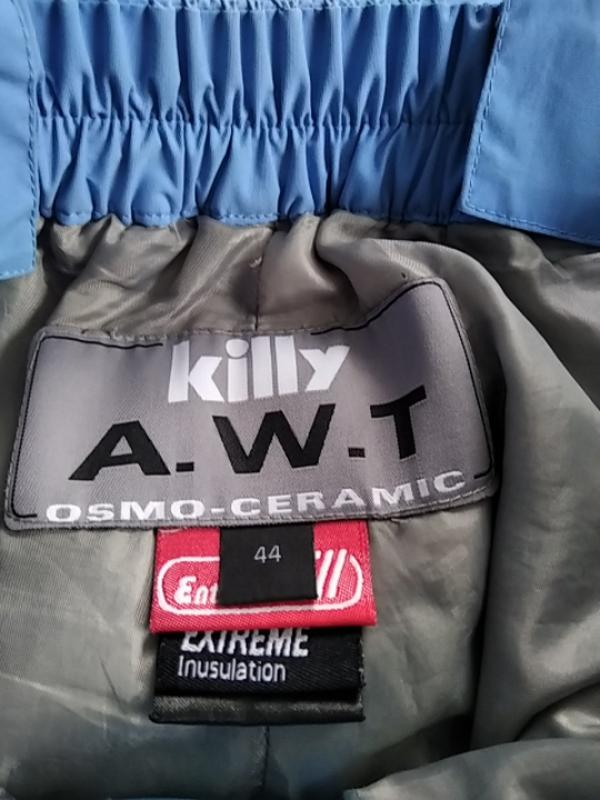 killy
A.W.T
OSMO-CERAMIC
44
EXTREME
Inusulation